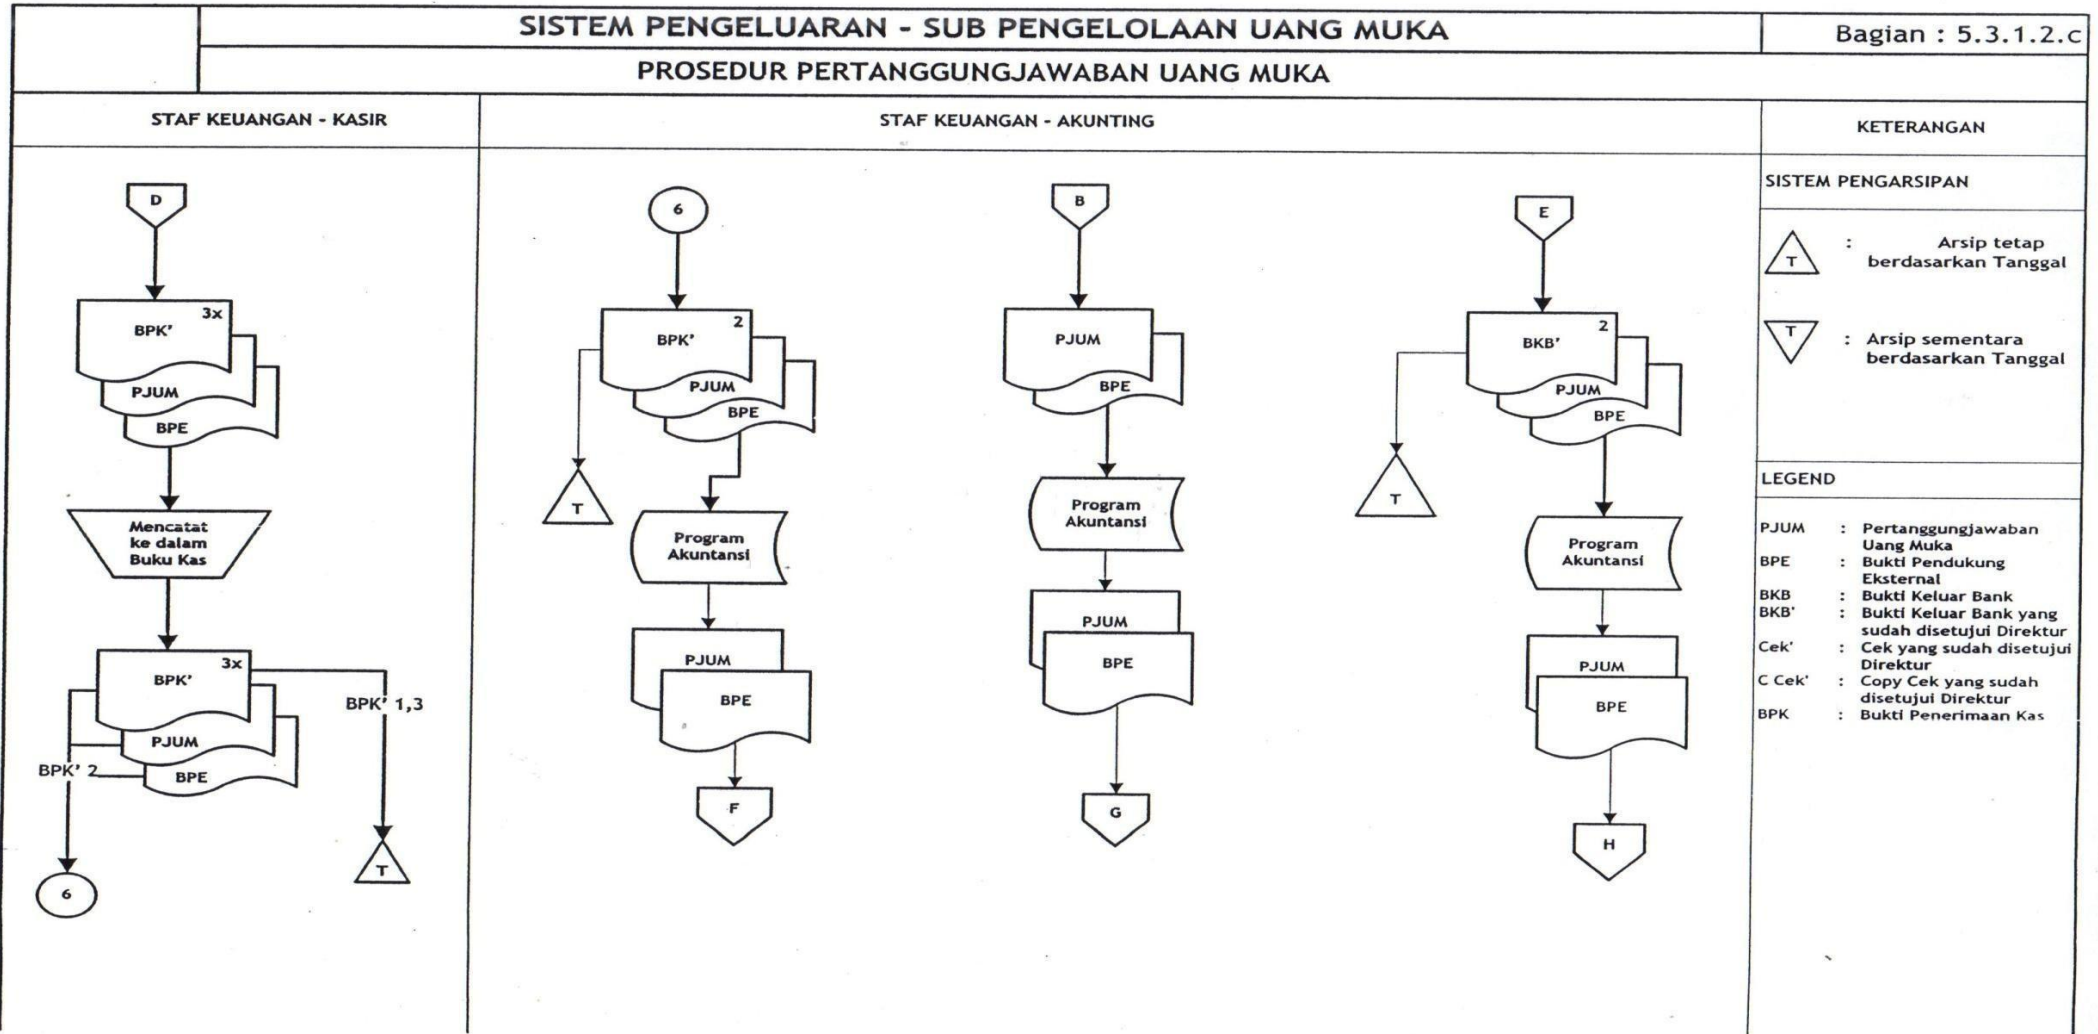 SISTEM PENGELUARAN - SUB PENGELOLAAN UANG MUKA
Bagian : 5.3.1.2.c
PROSEDUR PERTANGGUNGJAWABAN UANG MUKA
STAF KEUANGAN - KASIR
STAF KEUANGAN - AKUNTING
KETERANGAN
D
3x
BPK'
PJUM
BPE
Mencatat
ke dalam
Buku Kas
3x
BPK'
PJUM
BPE
BPK' 1,3
BPK' 2
6
T
6
2
BPK'
PJUM
BPE
T
Program
Akuntansi
PJUM
BPE
F
B
PJUM
BPE
Program
Akuntansi
PJUM
BPE
G
E
2
BKB'
PJUM
BPE
T
Program
Akuntansi
PJUM
BPE
H
SISTEM PENGARSIPAN
T : Arsip tetap
berdasarkan Tanggal
T : Arsip sementara
berdasarkan Tanggal
LEGEND
PJUM : Pertanggungjawaban
Uang Muka
BPE : Bukti Pendukung
Eksternal
BKB : Bukti Keluar Bank
BKB' : Bukti Keluar Bank yang
sudah disetujui Direktur
Cek' : Cek yang sudah disetujui
Direktur
C Cek' : Copy Cek yang sudah
disetujui Direktur
BPK : Bukti Penerimaan Kas